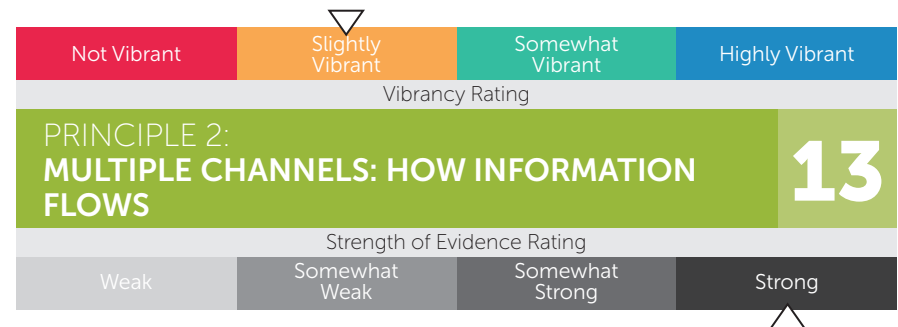 Not Vibrant
Slightly
Vibrant
Somewhat
Vibrant
Highly Vibrant
Vibrancy Rating
PRINCIPLE 2:
MULTIPLE CHANNELS: HOW INFORMATION
FLOWS
13
Strength of Evidence Rating
Weak
Somewhat
Weak
Somewhat
Strong
Strong